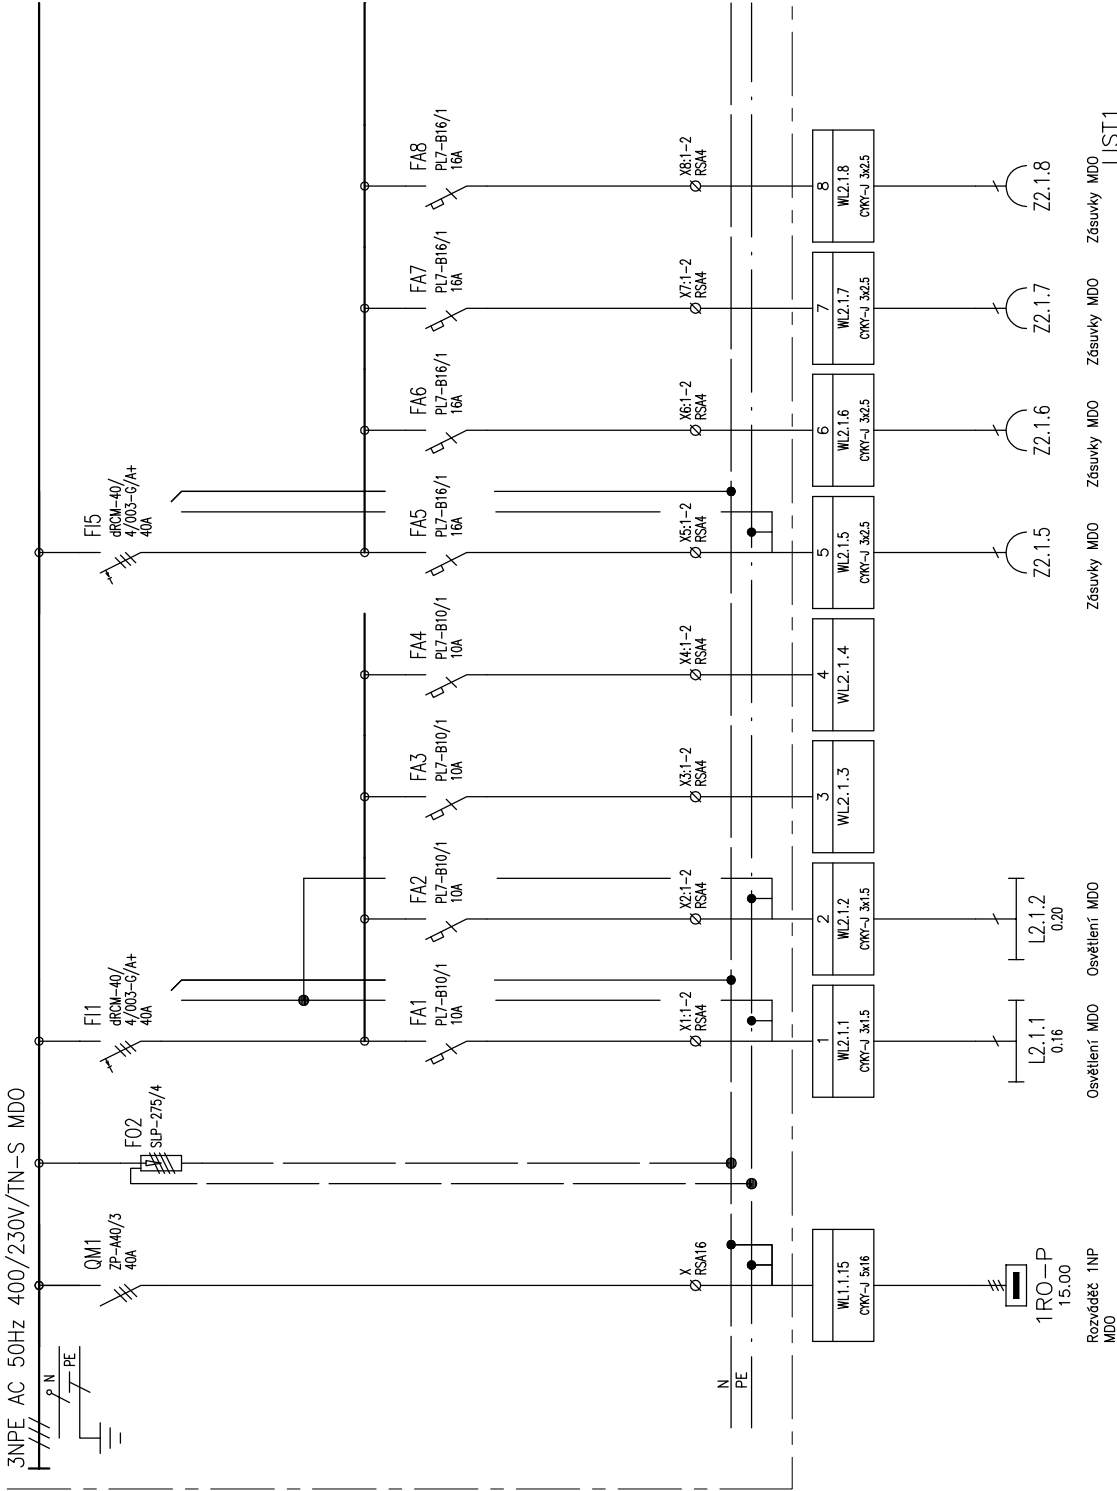 3NPE AC 50Hz 400/230V/TN-S MDO
N
PE
QM1
ZP-A40/3
40A
X
RSA16
N
PE
WL1.1.15
CYKY-J 5x16
1RO-P
15.00
Rozváděč 1NP
MDO
FO2
SLP-275/4
FI1
dRCM-40/
4/003-G/A+
40A
FA1
PL7-B10/1
10A
X1:1-2
RSA4
1
WL2.1.1
CYKY-J 3x1.5
L2.1.1
0.16
Osvětlení MDO
FA2
PL7-B10/1
10A
X2:1-2
RSA4
2
WL2.1.2
CYKY-J 3x1.5
L2.1.2
0.20
Osvětlení MDO
FA3
PL7-B10/1
10A
X3:1-2
RSA4
3
WL2.1.3
FA4
PL7-B10/1
10A
X4:1-2
RSA4
4
WL2.1.4
FI5
dRCM-40/
4/003-G/A+
40A
FA5
PL7-B16/1
16A
X5:1-2
RSA4
5
WL2.1.5
CYKY-J 3x2.5
Z2.1.5
Zásuvky MDO
FA6
PL7-B16/1
16A
X6:1-2
RSA4
6
WL2.1.6
CYKY-J 3x2.5
Z2.1.6
Zásuvky MDO
FA7
PL7-B16/1
16A
X7:1-2
RSA4
7
WL2.1.7
CYKY-J 3x2.5
Z2.1.7
Zásuvky MDO
FA8
PL7-B16/1
16A
X8:1-2
RSA4
8
WL2.1.8
CYKY-J 3x2.5
Z2.1.8
Zásuvky MDO
LIST1